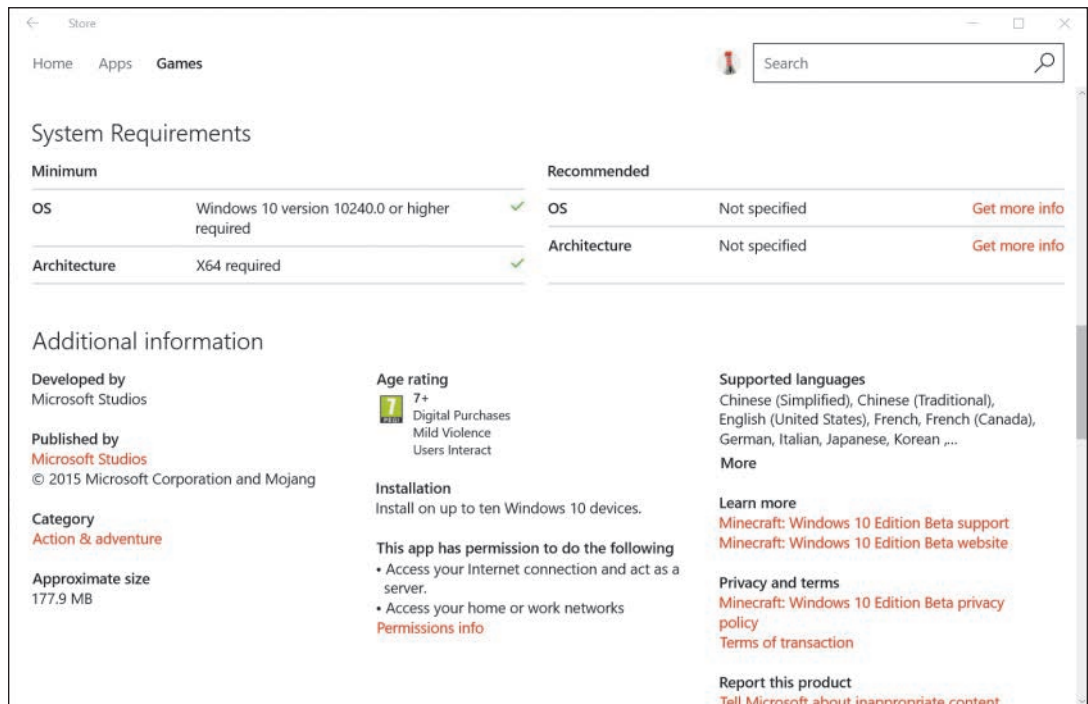 Store
Home Apps Games
Search
System Requirements
Minimum
OS Windows 10 version 10240.0 or higher
required
Architecture X64 required
Recommended
OS Not specified Get more info
Architecture Not specified Get more info
Additional information
Developed by
Microsoft Studios
Published by
Microsoft Studios
© 2015 Microsoft Corporation and Mojang
Category
Action & adventure
Approximate size
177.9 MB
Age rating
7
PEGI
7+
Digital Purchases
Mild Violence
Users Interact
Installation
Install on up to ten Windows 10 devices.
This app has permission to do the following
• Access your Internet connection and act as a
server.
• Access your home or work networks
Permissions info
Supported languages
Chinese (Simplified), Chinese (Traditional),
English (United States), French, French (Canada),
German, Italian, Japanese, Korean ,...
More
Learn more
Minecraft: Windows 10 Edition Beta support
Minecraft: Windows 10 Edition Beta website
Privacy and terms
Minecraft: Windows 10 Edition Beta privacy
policy
Terms of transaction
Report this product
Tell Microsoft about inappropriate content